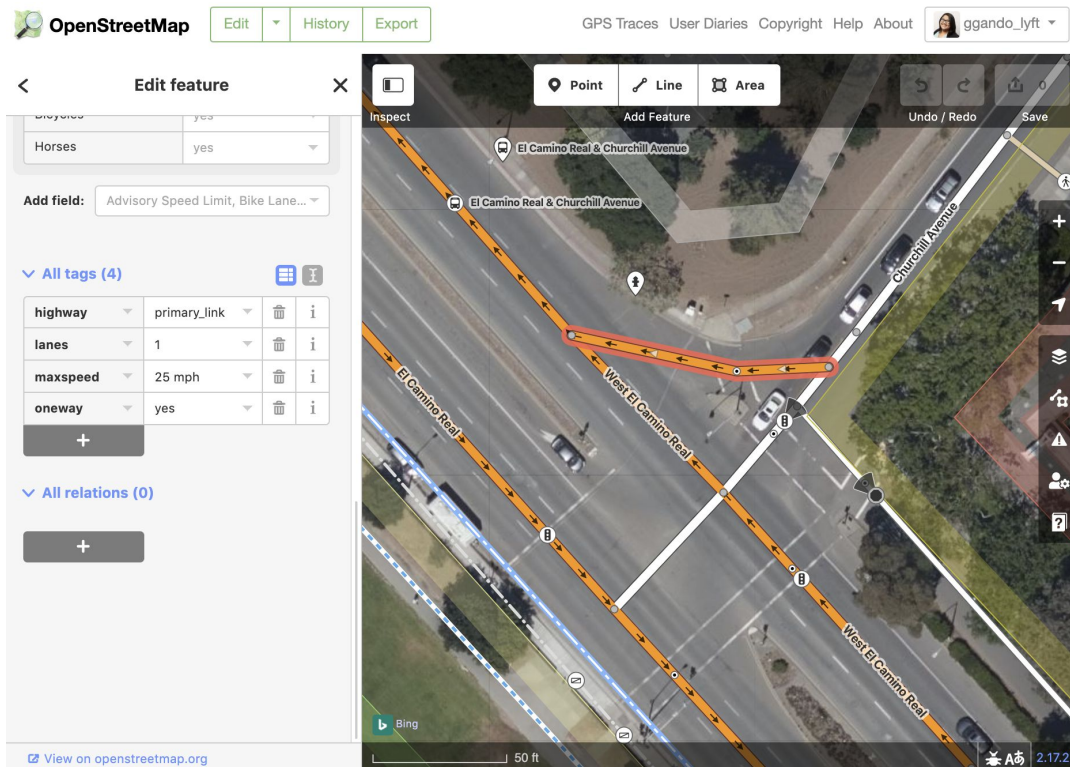 OpenStreetMap
Edit
History
Export
GPS Traces
User Diaries
Copyright
Help
About
ggando_lyft
Edit feature
Bicycles
yes
Horses
yes
Add field:
Advisory Speed Limit, Bike Lane...
All tags (4)
highway
primary_link
lanes
1
maxspeed
25 mph
oneway
yes
+
All relations (0)
+
View on openstreetmap.org
Inspect
Point
Line
Area
Add Feature
Undo / Redo
0
Save
El Camino Real & Churchill Avenue
El Camino Real & Churchill Avenue
Churchill Avenue
El Camino Real
West El Camino Real
West El Camino Real
Bing
50 ft
Aあ
2.17.2